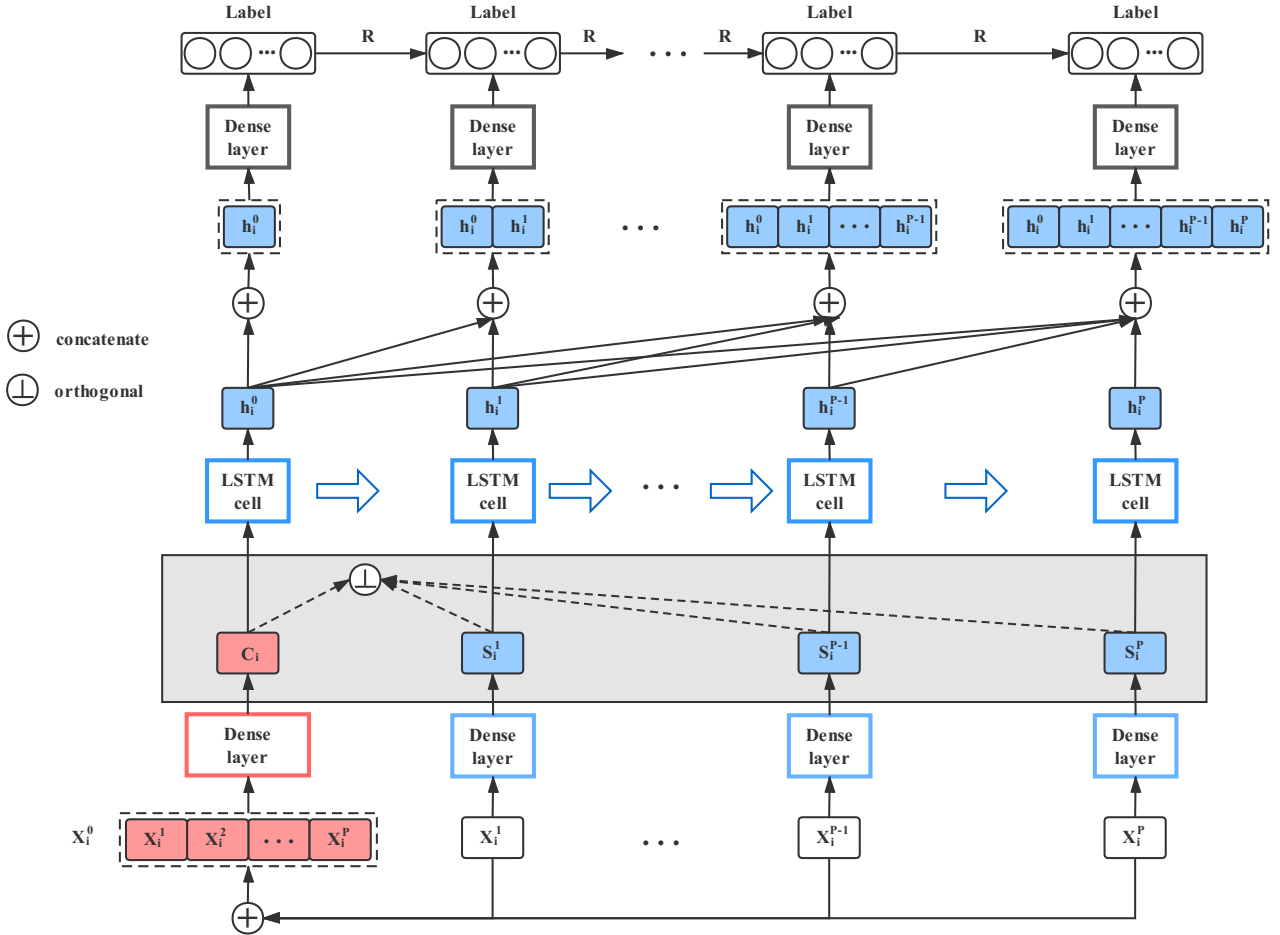 Label Label Label Label
R R R R
··· ··· ··· ···
· · ·
Dense layer Dense layer Dense layer Dense layer
h_i^0 h_i^0 h_i^1 · · · h_i^0 h_i^1 · · · h_i^{P-1} h_i^0 h_i^1 · · · h_i^{P-1} h_i^P
concatenate
orthogonal
h_i^0 h_i^1 h_i^{P-1} h_i^P
LSTM cell LSTM cell · · · LSTM cell LSTM cell
C_i S_i^1 S_i^{P-1} S_i^P
Dense layer Dense layer Dense layer Dense layer
X_i^0 X_i^1 X_i^2 · · · X_i^P X_i^1 · · · X_i^{P-1} X_i^P